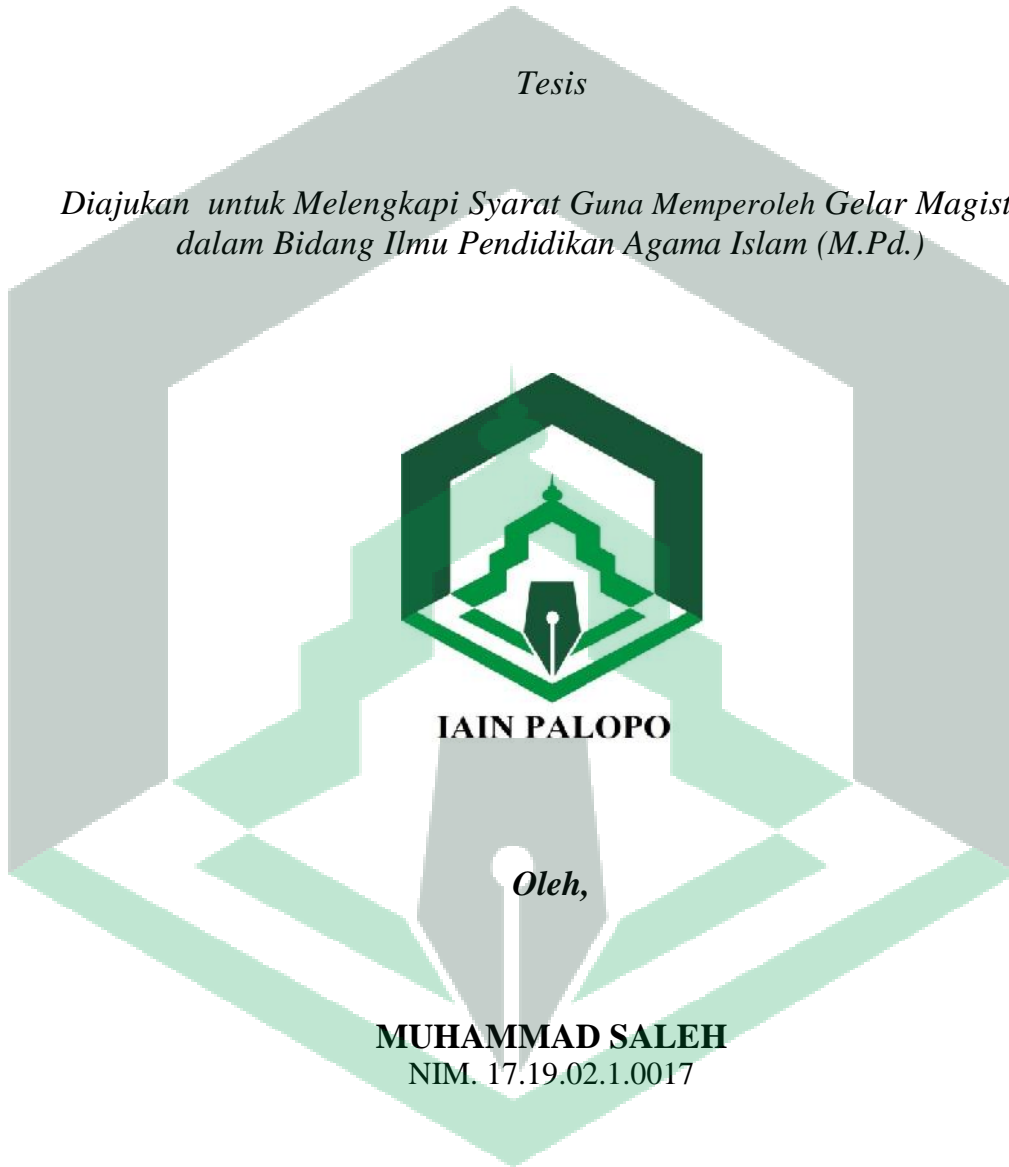 Tesis
Diajukan untuk Melengkapi Syarat Guna Memperoleh Gelar Magist
dalam Bidang Ilmu Pendidikan Agama Islam (M.Pd.)
IAIN PALOPO
Oleh,
MUHAMMAD SALEH
NIM. 17.19.02.1.0017